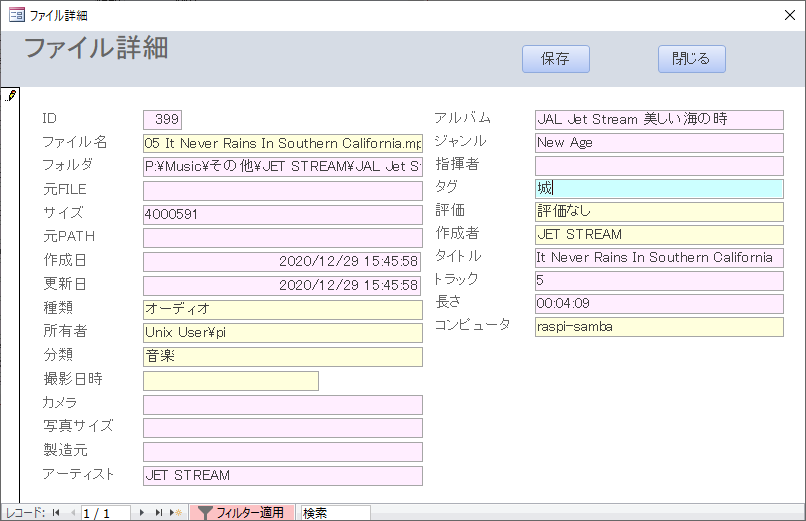 ファイル詳細
ファイル詳細
保存
閉じる
ID 399
ファイル名 05 It Never Rains In Southern California.mp
フォルダ P:¥Music¥その他¥JET STREAM¥JAL Jet S
元FILE
サイズ 4000591
元PATH
作成日 2020/12/29 15:45:58
更新日 2020/12/29 15:45:58
種類 オーディオ
所有者 Unix User¥pi
分類 音楽
撮影日時
カメラ
写真サイズ
製造元
アーティスト JET STREAM
アルバム JAL Jet Stream 美しい海の時
ジャンル New Age
指揮者
タグ 城
評価 評価なし
作成者 JET STREAM
タイトル It Never Rains In Southern California
トラック 5
長さ 00:04:09
コンピュータ raspi-samba
レコード: 1 / 1 フィルター適用 検索